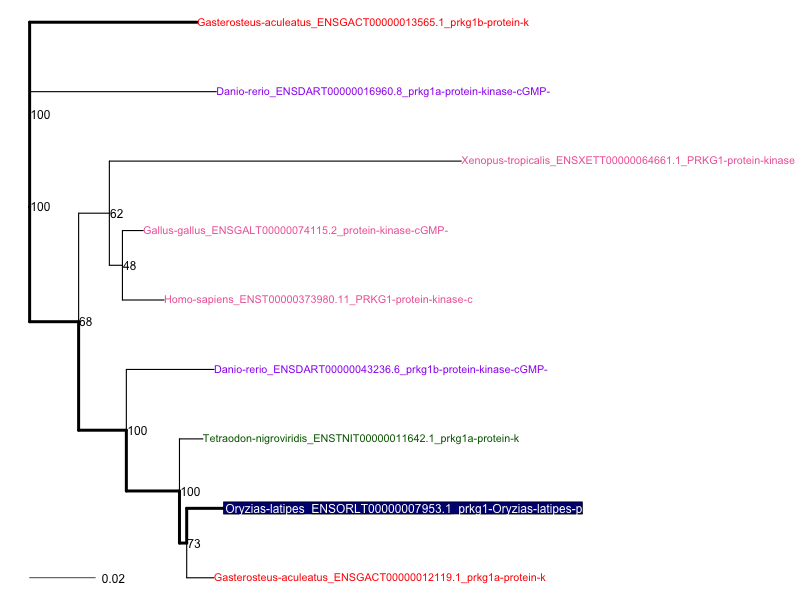 Gasterosteus-aculeatus_ENSGACT00000013565.1_prkg1b-protein-k
Danio-rerio_ENSDART00000016960.8_prkg1a-protein-kinase-cGMP-
100
Xenopus-tropicalis_ENSXETT00000064661.1_PRKG1-protein-kinase
100
62
Gallus-gallus_ENSGALT00000074115.2_protein-kinase-cGMP-
48
Homo-sapiens_ENST00000373980.11_PRKG1-protein-kinase-c
68
Danio-rerio_ENSDART00000043236.6_prkg1b-protein-kinase-cGMP-
100
Tetraodon-nigroviridis_ENSTNIT00000011642.1_prkg1a-protein-k
100
Oryzias-latipes_ENSORLT00000007953.1_prkg1-Oryzias-latipes-p
73
Gasterosteus-aculeatus_ENSGACT00000012119.1_prkg1a-protein-k
0.02